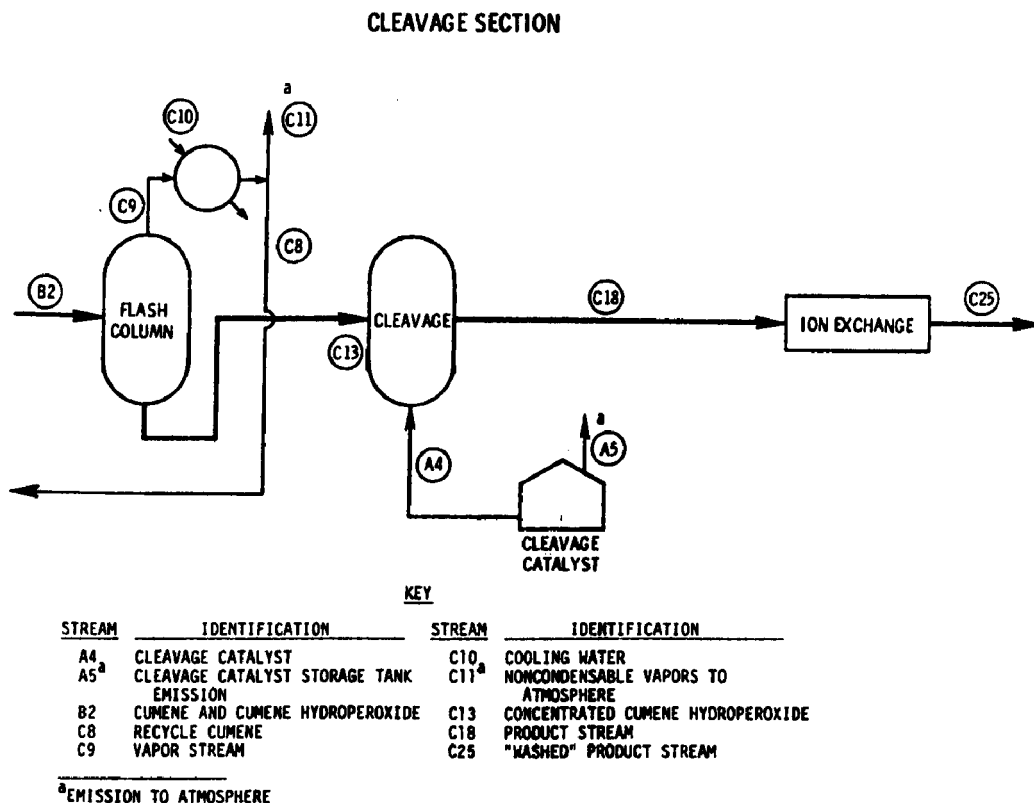 CLEAVAGE SECTION
a
C10
C11
C9
C8
B2
FLASH
COLUMN
CLEAVAGE
C18
ION EXCHANGE
C25
C13
a
A4
A5
CLEAVAGE
CATALYST
KEY
STREAM IDENTIFICATION STREAM IDENTIFICATION
A4 CLEAVAGE CATALYST C10 COOLING WATER
A5a CLEAVAGE CATALYST STORAGE TANK C11a NONCONDENSABLE VAPORS TO
EMISSION ATMOSPHERE
B2 CUMENE AND CUMENE HYDROPEROXIDE C13 CONCENTRATED CUMENE HYDROPEROXIDE
C8 RECYCLE CUMENE C18 PRODUCT STREAM
C9 VAPOR STREAM C25 "WASHED" PRODUCT STREAM
aEMISSION TO ATMOSPHERE